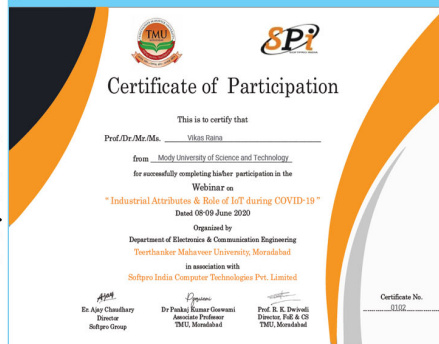 TMU
SPi
Certificate of Participation
This is to certify that
Prof./Dr./Mr./Ms. Vikas Raina
from Mody University of Science and Technology
for successfully completing his/her participation in the
Webinar on
“ Industrial Attributes & Role of IoT during COVID-19 ”
Dated 08-09 June 2020
Organized by
Department of Electronics & Communication Engineering
Teerthanker Mahaveer University, Moradabad
in association with
Softpro India Computer Technologies Pvt. Limited
Er. Ajay Chaudhary
Director
Softpro Group
Dr Pankaj Kumar Goswami
Associate Professor
TMU, Moradabad
Prof. R. K. Dwivedi
Director, FoE & CS
TMU, Moradabad
Certificate No.
0102